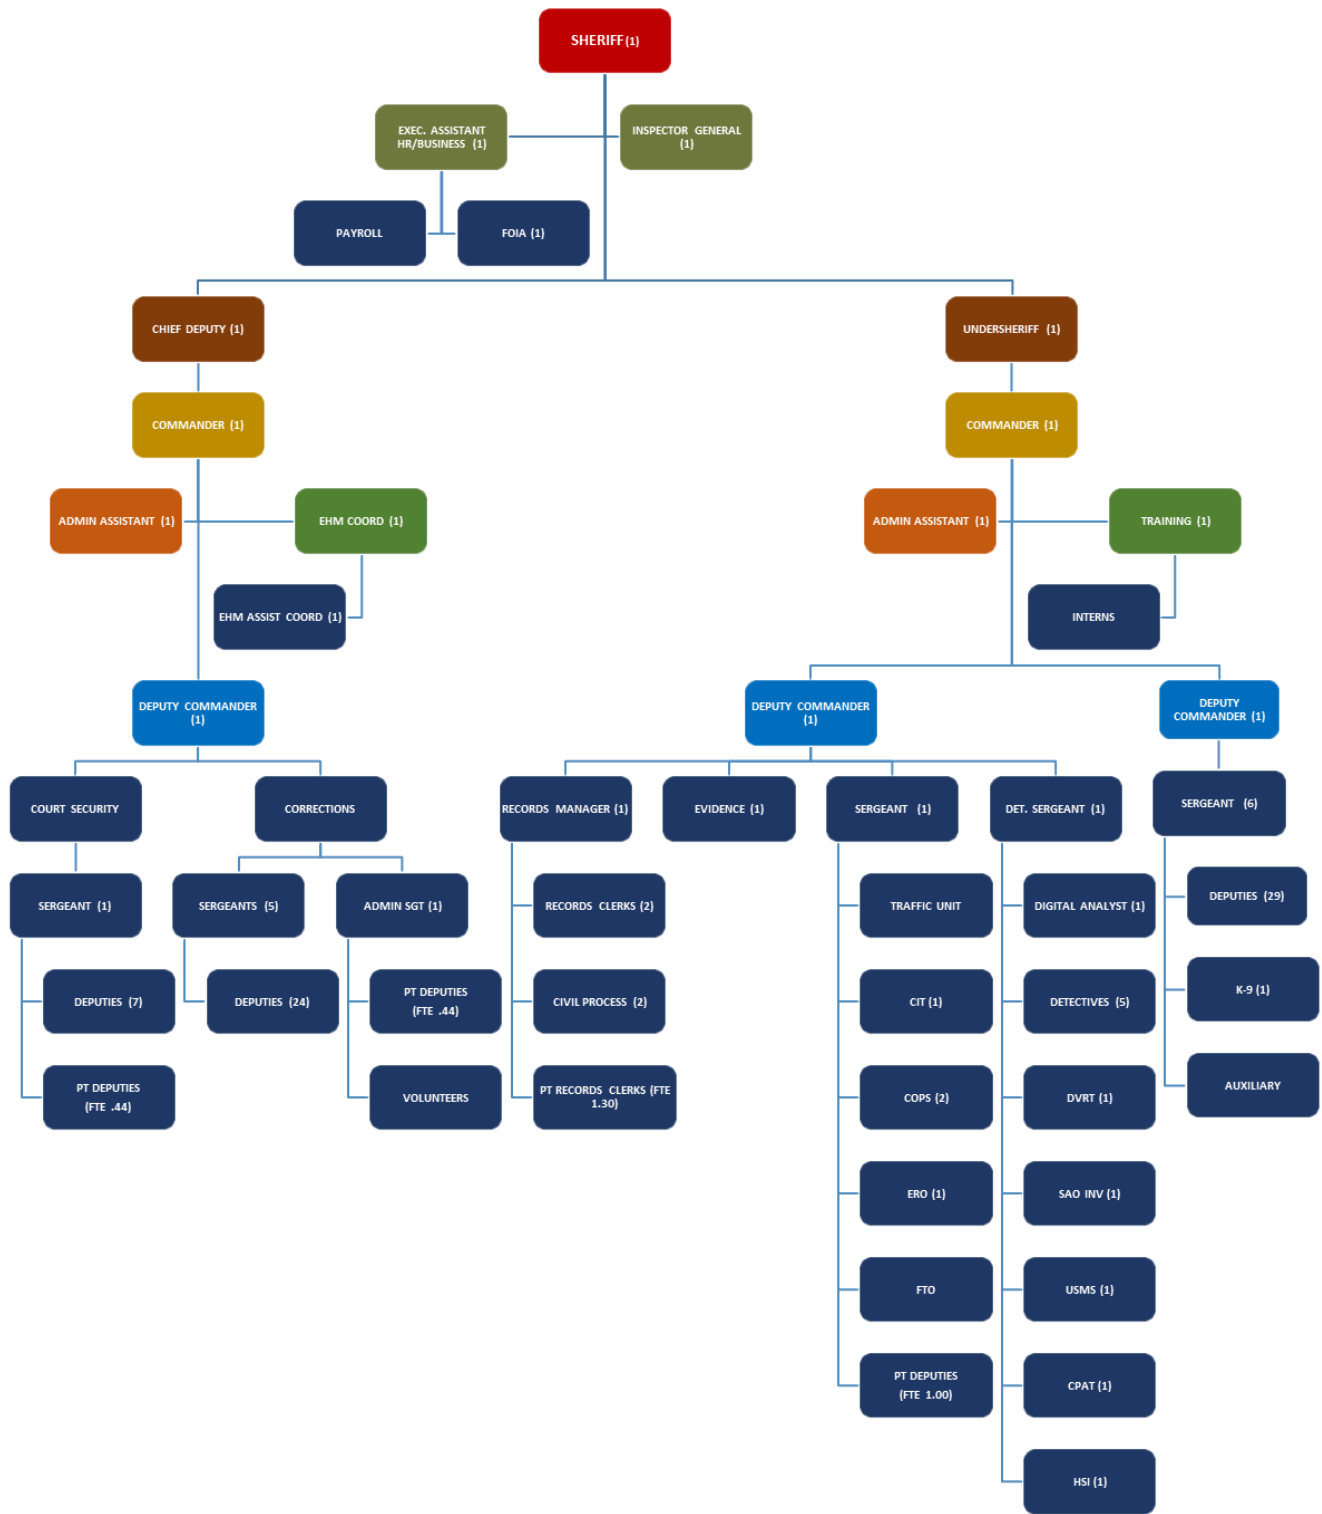 SHERIFF (1)
EXEC. ASSISTANT
HR/BUSINESS (1)
INSPECTOR GENERAL
(1)
PAYROLL
FOIA (1)
CHIEF DEPUTY (1)
UNDERSHERIFF (1)
COMMANDER (1)
COMMANDER (1)
ADMIN ASSISTANT (1)
EHM COORD (1)
ADMIN ASSISTANT (1)
TRAINING (1)
EHM ASSIST COORD (1)
INTERNS
DEPUTY COMMANDER
(1)
DEPUTY COMMANDER
(1)
DEPUTY
COMMANDER (1)
COURT SECURITY
CORRECTIONS
RECORDS MANAGER (1)
EVIDENCE (1)
SERGEANT (1)
DET. SERGEANT (1)
SERGEANT (6)
SERGEANT (1)
SERGEANTS (5)
ADMIN SGT (1)
RECORDS CLERKS (2)
TRAFFIC UNIT
DIGITAL ANALYST (1)
DEPUTIES (29)
DEPUTIES (7)
DEPUTIES (24)
PT DEPUTIES
(FTE .44)
CIVIL PROCESS (2)
CIT (1)
DETECTIVES (5)
K-9 (1)
PT DEPUTIES
(FTE .44)
VOLUNTEERS
PT RECORDS CLERKS (FTE
1.30)
COPS (2)
DVRT (1)
AUXILIARY
ERO (1)
SAO INV (1)
FTO
USMS (1)
PT DEPUTIES
(FTE 1.00)
CPAT (1)
HSI (1)